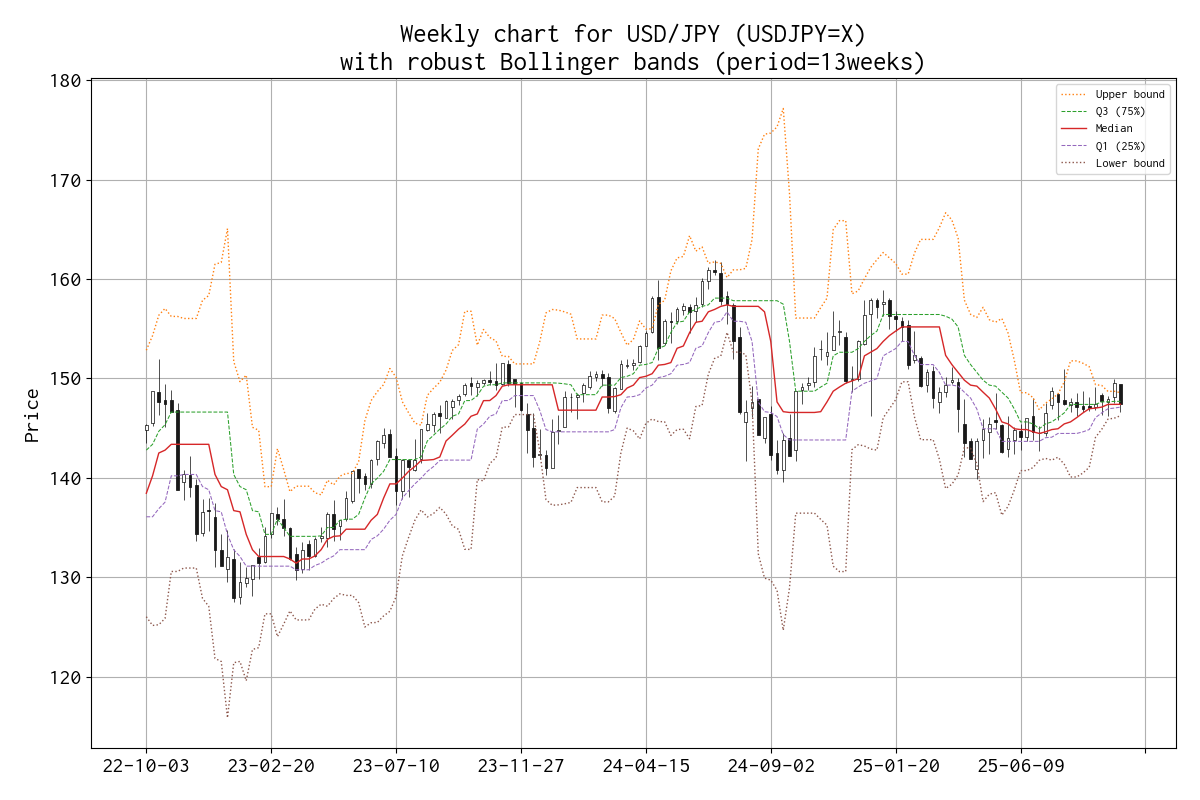 Weekly chart for USD/JPY (USDJPY=X)
with robust Bollinger bands (period=13weeks)
Upper bound
Q3 (75%)
Median
Q1 (25%)
Lower bound
Price
180
170
160
150
140
130
120
22-10-03
23-02-20
23-07-10
23-11-27
24-04-15
24-09-02
25-01-20
25-06-09